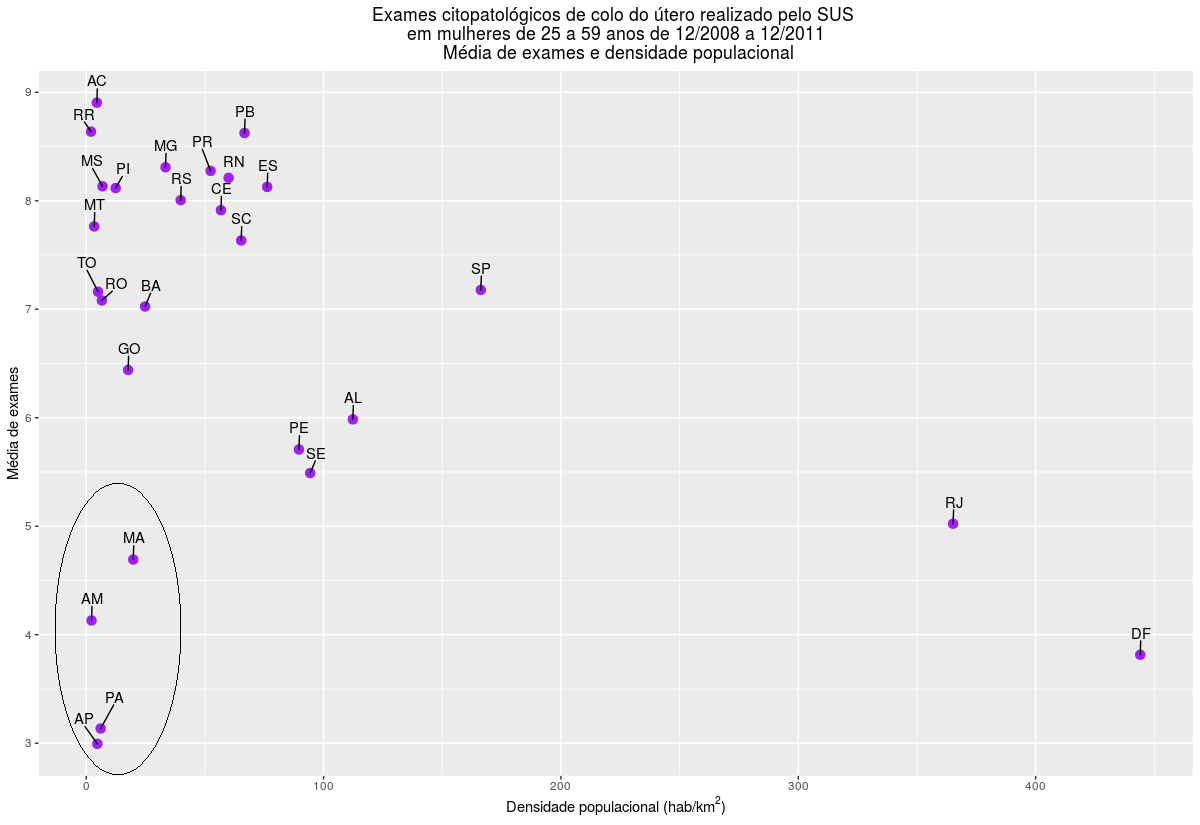 Exames citopatológicos de colo do útero realizado pelo SUS
em mulheres de 25 a 59 anos de 12/2008 a 12/2011
Média de exames e densidade populacional
9
8
7
6
5
4
3
Média de exames
AC
RR
PB
MG
PR
RN
MS
PI
ES
RS
CE
MT
SC
TO
RO
BA
SP
GO
AL
PE
SE
RJ
MA
AM
DF
PA
AP
0
100
200
300
400
Densidade populacional (hab/km²)